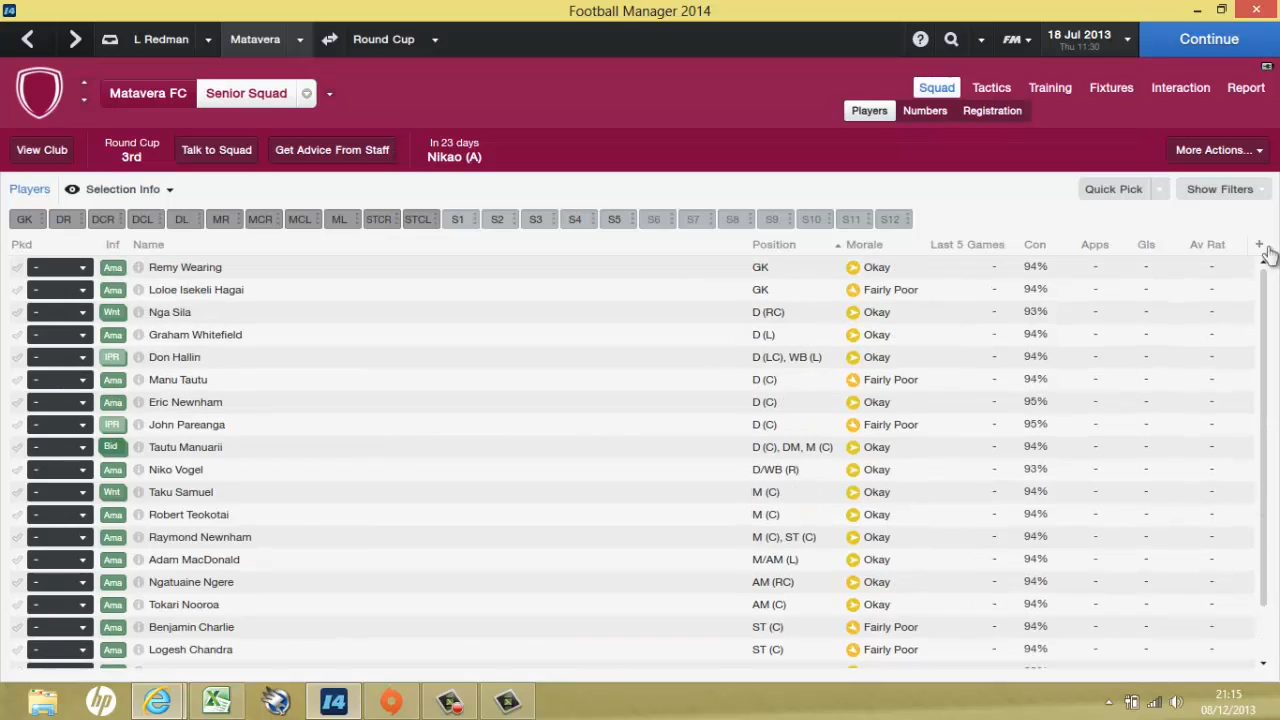 Football Manager 2014
L Redman Matavera Round Cup FM 18 Jul 2013 Thu 11:30 Continue
Matavera FC Senior Squad
Squad Tactics Training Fixtures Interaction Report
Players Numbers Registration
View Club Round Cup 3rd Talk to Squad Get Advice From Staff In 23 days Nikao (A) More Actions...
Players Selection Info Quick Pick Show Filters
GK DR DCR DCL DL MR MCR MCL ML STCR STCL S1 S2 S3 S4 S5 S6 S7 S8 S9 S10 S11 S12
Pkd Inf Name Position Morale Last 5 Games Con Apps Gls Av Rat +
- Ama Remy Wearing GK Okay - 94% - - -
- Ama Loloe Isekeli Hagai GK Fairly Poor - 94% - - -
- Wnt Nga Sila D (RC) Okay - 93% - - -
- Ama Graham Whitefield D (L) Okay - 94% - - -
- IPR Don Hallin D (LC), WB (L) Okay - 94% - - -
- Ama Manu Tautu D (C) Fairly Poor - 94% - - -
- Ama Eric Newnham D (C) Okay - 95% - - -
- IPR John Pareanga D (C) Fairly Poor - 95% - - -
- Bid Tautu Manuarii D (C), DM, M (C) Okay - 94% - - -
- Ama Niko Vogel D/WB (R) Okay - 93% - - -
- Wnt Taku Samuel M (C) Okay - 94% - - -
- Ama Robert Teokotai M (C) Okay - 94% - - -
- Ama Raymond Newnham M (C), ST (C) Okay - 94% - - -
- Ama Adam MacDonald M/AM (L) Okay - 94% - - -
- Ama Ngatuaine Ngere AM (RC) Okay - 94% - - -
- Ama Tokari Nooroa AM (C) Okay - 94% - - -
- Ama Benjamin Charlie ST (C) Fairly Poor - 94% - - -
- Ama Logesh Chandra ST (C) Fairly Poor - 94% - - -
21:15
08/12/2013